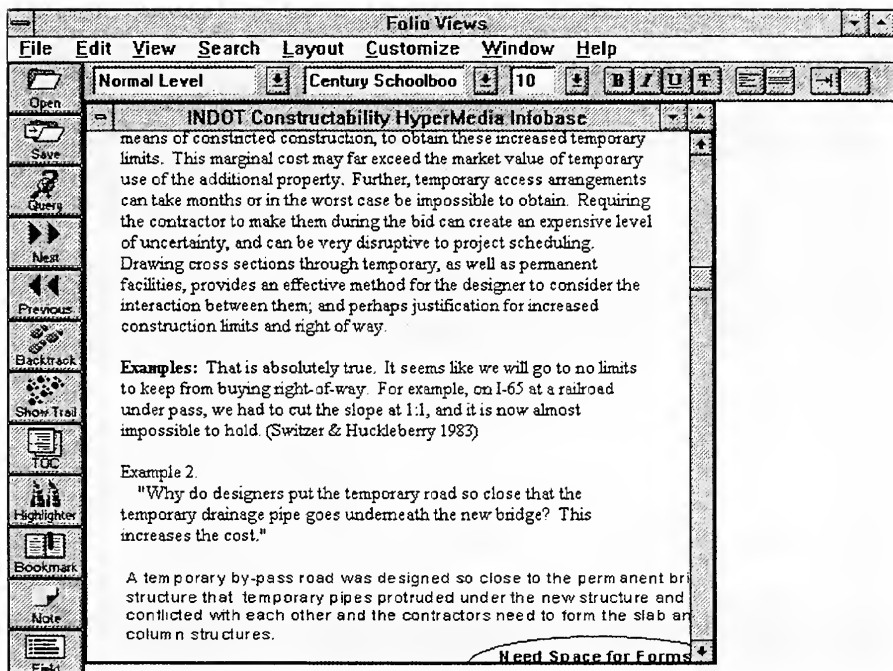 Folio Views
File Edit View Search Layout Customize Window Help
Normal Level Century Schoolboo 10 B I U T
Open
Save
Query
Next
Previous
Backtrack
Show Trail
TOC
Highlighter
Bookmark
Note
Field
INDOT Constructability HyperMedia Infobase
means of constricted construction, to obtain these increased temporary
limits. This marginal cost may far exceed the market value of temporary
use of the additional property. Further, temporary access arrangements
can take months or in the worst case be impossible to obtain. Requiring
the contractor to make them during the bid can create an expensive level
of uncertainty, and can be very disruptive to project scheduling.
Drawing cross sections through temporary, as well as permanent
facilities, provides an effective method for the designer to consider the
interaction between them; and perhaps justification for increased
construction limits and right of way.
Examples: That is absolutely true. It seems like we will go to no limits
to keep from buying right-of-way. For example, on I-65 at a railroad
under pass, we had to cut the slope at 1:1, and it is now almost
impossible to hold. (Switzer & Huckleberry 1983)
Example 2.
"Why do designers put the temporary road so close that the
temporary drainage pipe goes underneath the new bridge? This
increases the cost."
A temporary by-pass road was designed so close to the permanent bri
structure that temporary pipes protruded under the new structure and
conflicted with each other and the contractors need to form the slab an
column structures.
Need Space for Forms